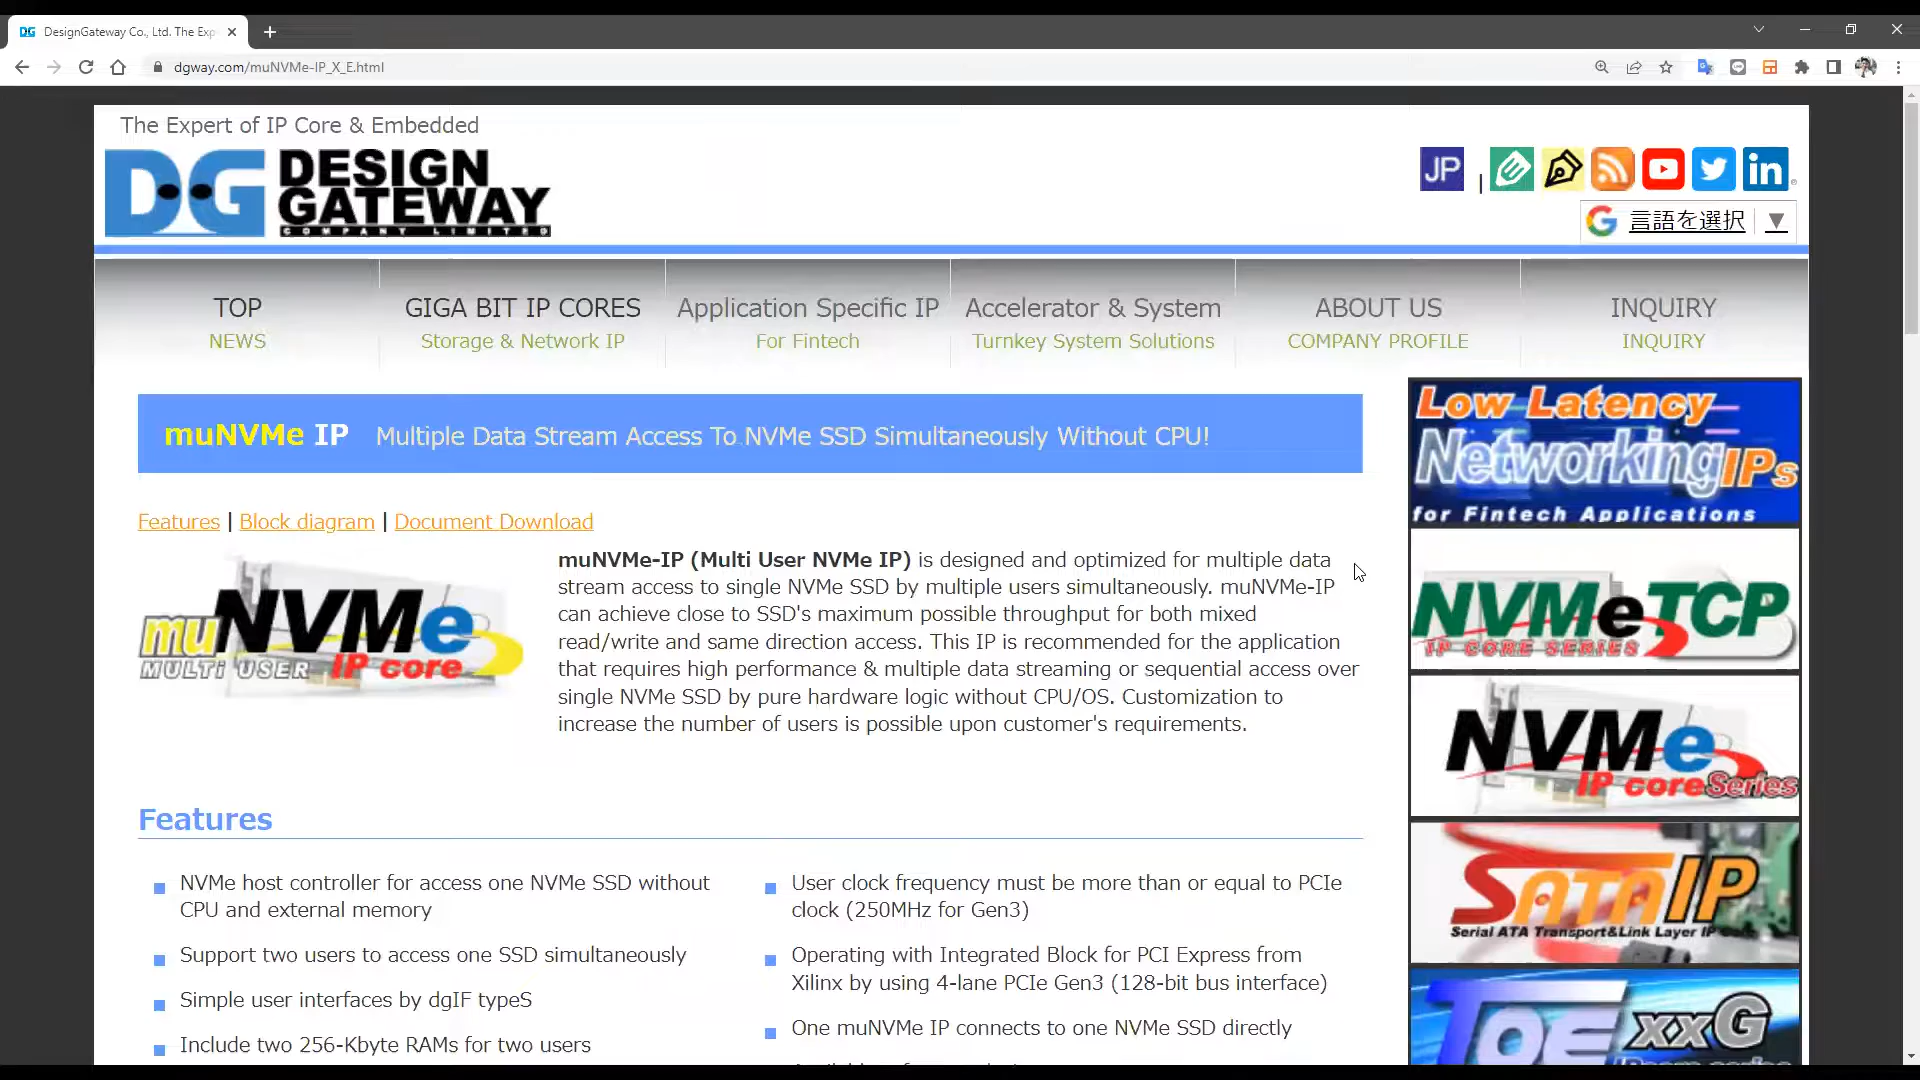 DesignGateway Co., Ltd. The Exp
dgway.com/muNVMe-IP_X_E.html
The Expert of IP Core & Embedded
DG DESIGN
GATEWAY
COMPANY LIMITED
JP |
言語を選択 ▼
TOP
NEWS
GIGA BIT IP CORES
Storage & Network IP
Application Specific IP
For Fintech
Accelerator & System
Turnkey System Solutions
ABOUT US
COMPANY PROFILE
INQUIRY
INQUIRY
muNVMe IP Multiple Data Stream Access To NVMe SSD Simultaneously Without CPU!
Features | Block diagram | Document Download
muNVMe
MULTI USER IP core
muNVMe-IP (Multi User NVMe IP) is designed and optimized for multiple data
stream access to single NVMe SSD by multiple users simultaneously. muNVMe-IP
can achieve close to SSD's maximum possible throughput for both mixed
read/write and same direction access. This IP is recommended for the application
that requires high performance & multiple data streaming or sequential access over
single NVMe SSD by pure hardware logic without CPU/OS. Customization to
increase the number of users is possible upon customer's requirements.
Features
NVMe host controller for access one NVMe SSD without
CPU and external memory
Support two users to access one SSD simultaneously
Simple user interfaces by dgIF typeS
Include two 256-Kbyte RAMs for two users
User clock frequency must be more than or equal to PCIe
clock (250MHz for Gen3)
Operating with Integrated Block for PCI Express from
Xilinx by using 4-lane PCIe Gen3 (128-bit bus interface)
One muNVMe IP connects to one NVMe SSD directly
Low Latency
Networking IPs
for Fintech Applications
NVMeTCP
IP CORE SERIES
NVMe
IP core Series
SATA IP
Serial ATA Transport&Link Layer IP
TOE xxG